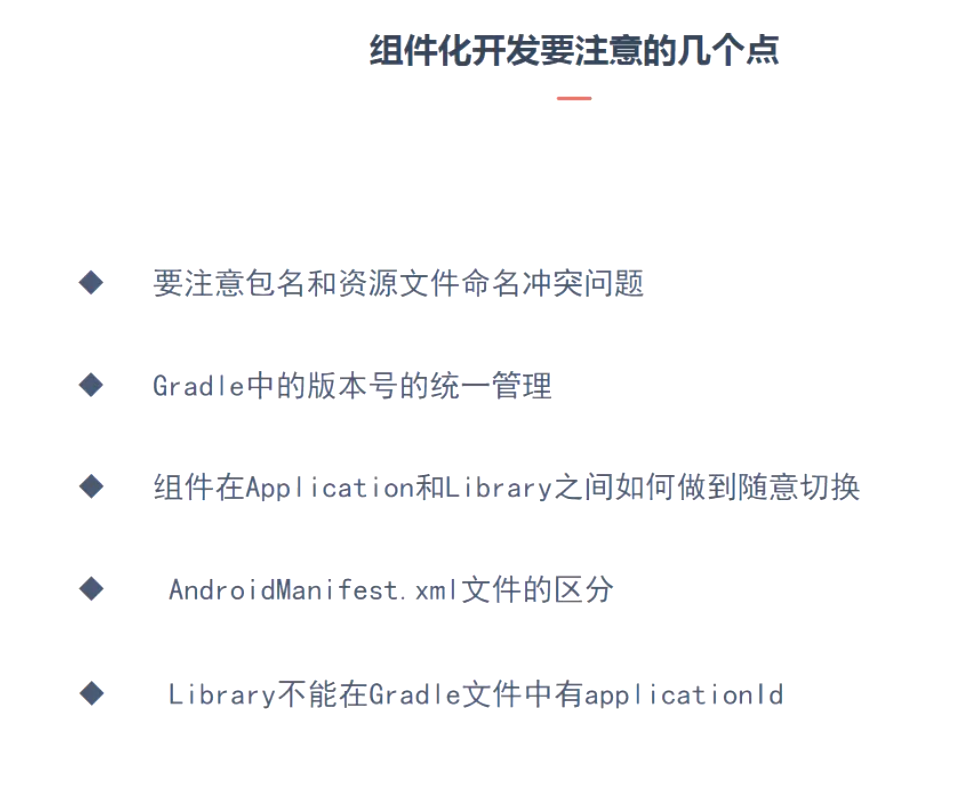 组件化开发要注意的几个点
要注意包名和资源文件命名冲突问题
Gradle中的版本号的统一管理
组件在Application和Library之间如何做到随意切换
AndroidManifest.xml文件的区分
Library不能在Gradle文件中有applicationId